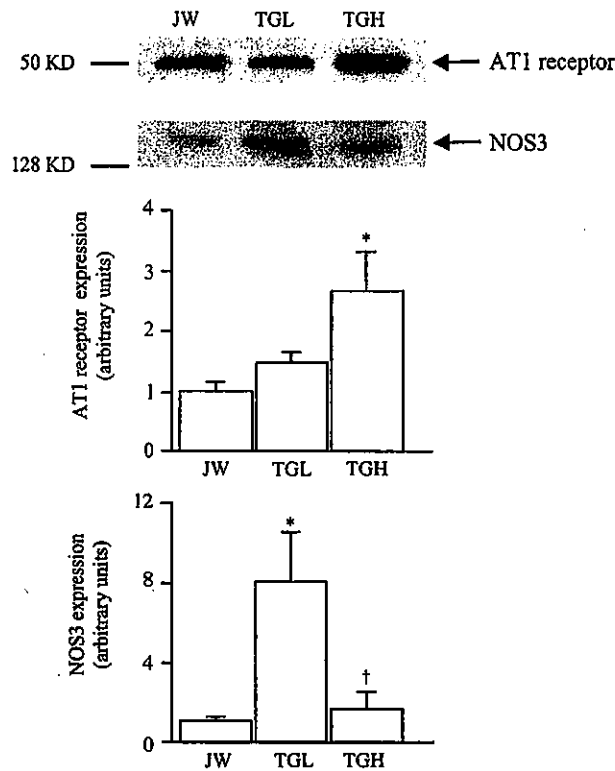 JW TGL TGH
50 KD AT1 receptor
NOS3
128 KD
AT1 receptor expression
(arbitrary units)
4
3
2
1
0
*
JW TGL TGH
NOS3 expression
(arbitrary units)
12
8
4
0
*
†
JW TGL TGH